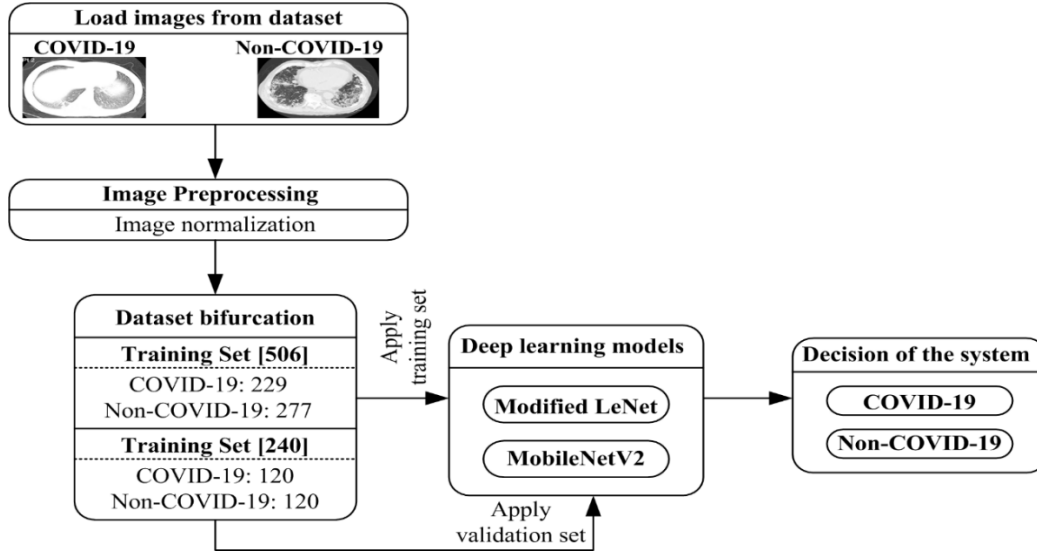 Load images from dataset
COVID-19
Non-COVID-19
Image Preprocessing
Image normalization
Dataset bifurcation
Training Set [506]
COVID-19: 229
Non-COVID-19: 277
Training Set [240]
COVID-19: 120
Non-COVID-19: 120
Apply
training set
Deep learning models
Modified LeNet
MobileNetV2
Apply
validation set
Decision of the system
COVID-19
Non-COVID-19